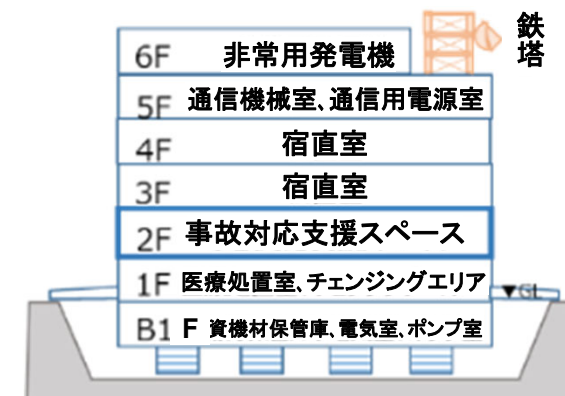 鉄塔
6F 非常用発電機
5F 通信機械室、通信用電源室
4F 宿直室
3F 宿直室
2F 事故対応支援スペース
1F 医療処置室、チェンジングエリア
▼GL
B1F 資機材保管庫、電気室、ポンプ室